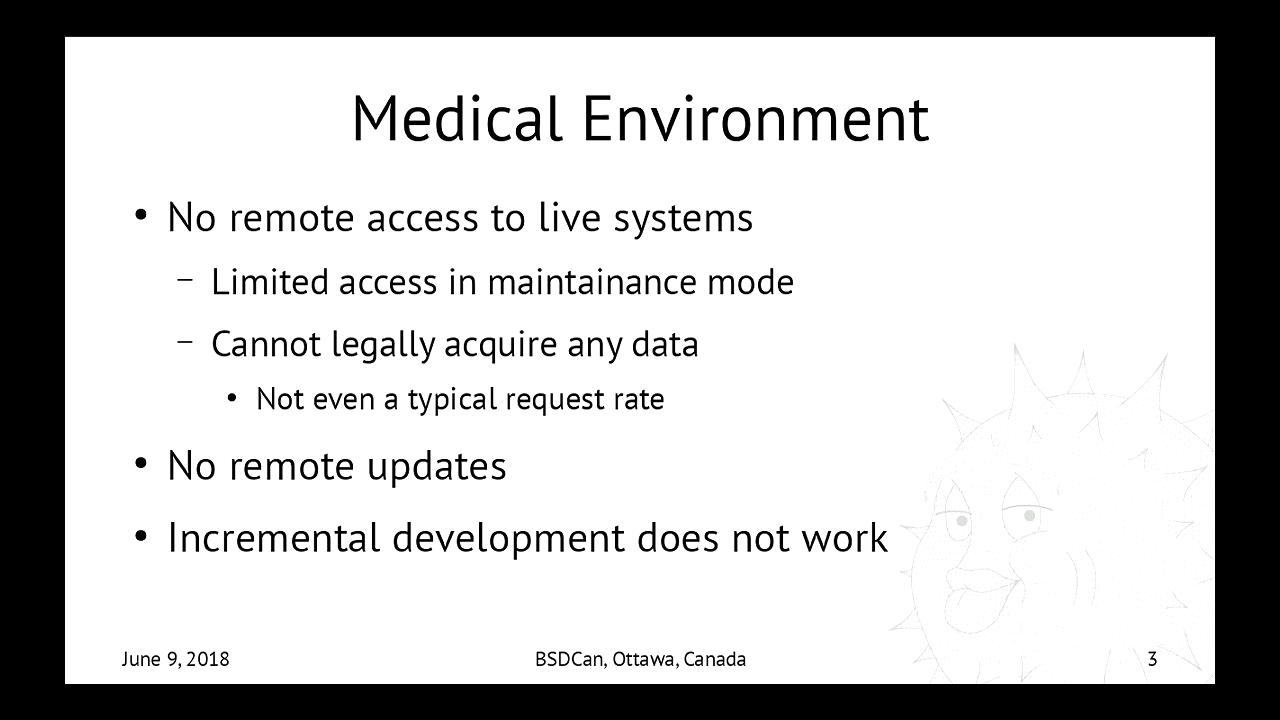 Medical Environment
• No remote access to live systems
– Limited access in maintainance mode
– Cannot legally acquire any data
• Not even a typical request rate
• No remote updates
• Incremental development does not work
June 9, 2018 BSDCan, Ottawa, Canada 3